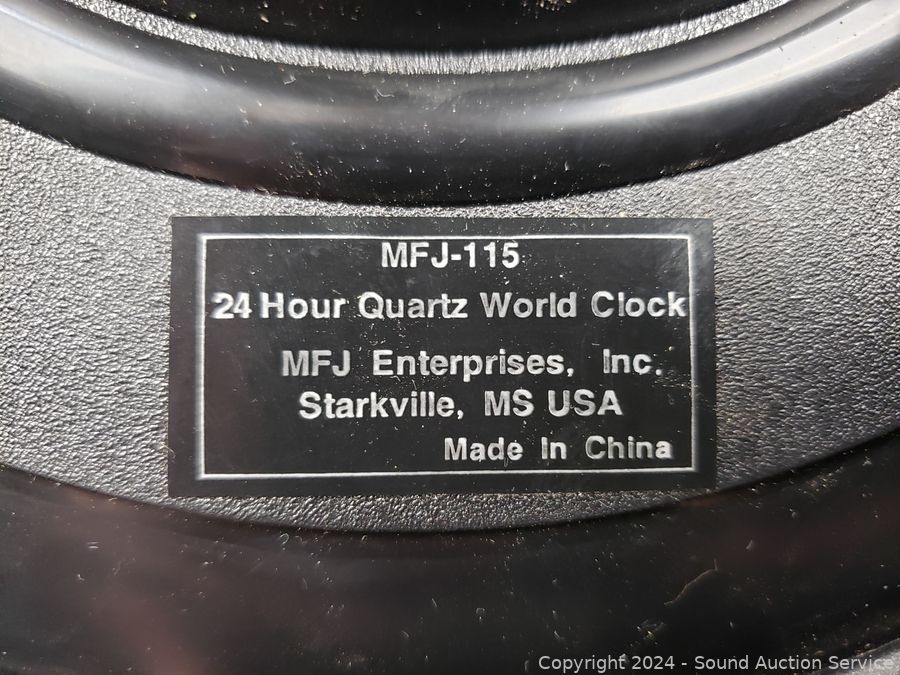 MFJ-115
24 Hour Quartz World Clock
MFJ Enterprises, Inc.
Starkville, MS USA
Made In China
Copyright 2024 - Sound Auction Service